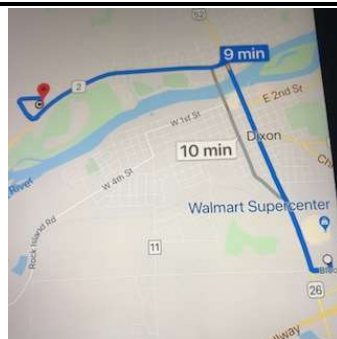 52
9 min
2
E 2nd St
W 1st St
Dixon
10 min
W 4th St
River
Walmart Supercenter
Rock Island Rd
11
26